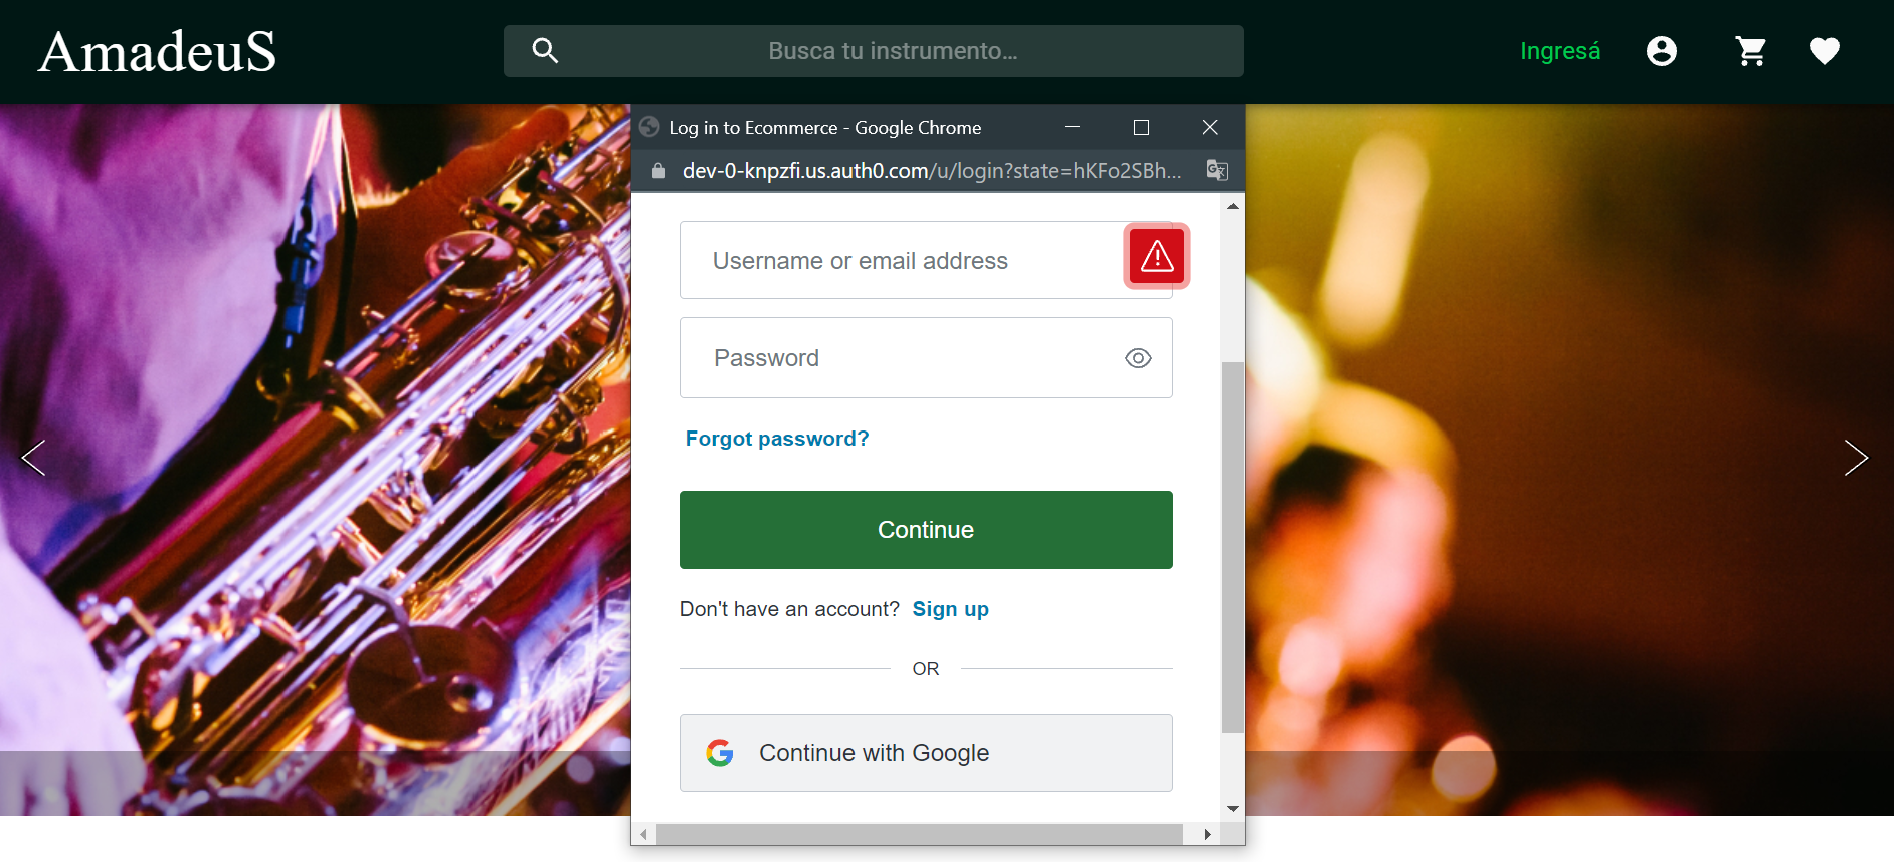 AmadeuS
Busca tu instrumento...
Ingresá
Log in to Ecommerce - Google Chrome
dev-0-knpzfi.us.auth0.com/u/login?state=hKFo2SBh...
Username or email address
Password
Forgot password?
Continue
Don't have an account? Sign up
OR
Continue with Google